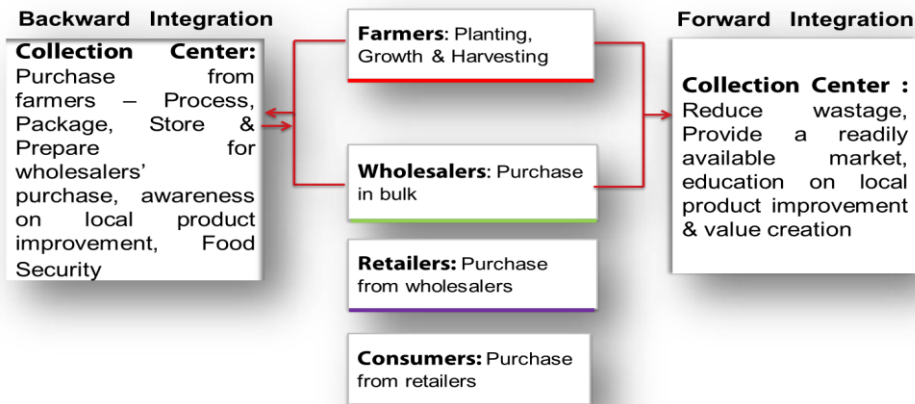 Backward Integration
Collection Center:
Purchase from
farmers – Process,
Package, Store &
Prepare for
wholesalers'
purchase, awareness
on local product
improvement, Food
Security
Farmers: Planting,
Growth & Harvesting
Wholesalers: Purchase
in bulk
Retailers: Purchase
from wholesalers
Consumers: Purchase
from retailers
Forward Integration
Collection Center :
Reduce wastage,
Provide a readily
available market,
education on local
product improvement
& value creation